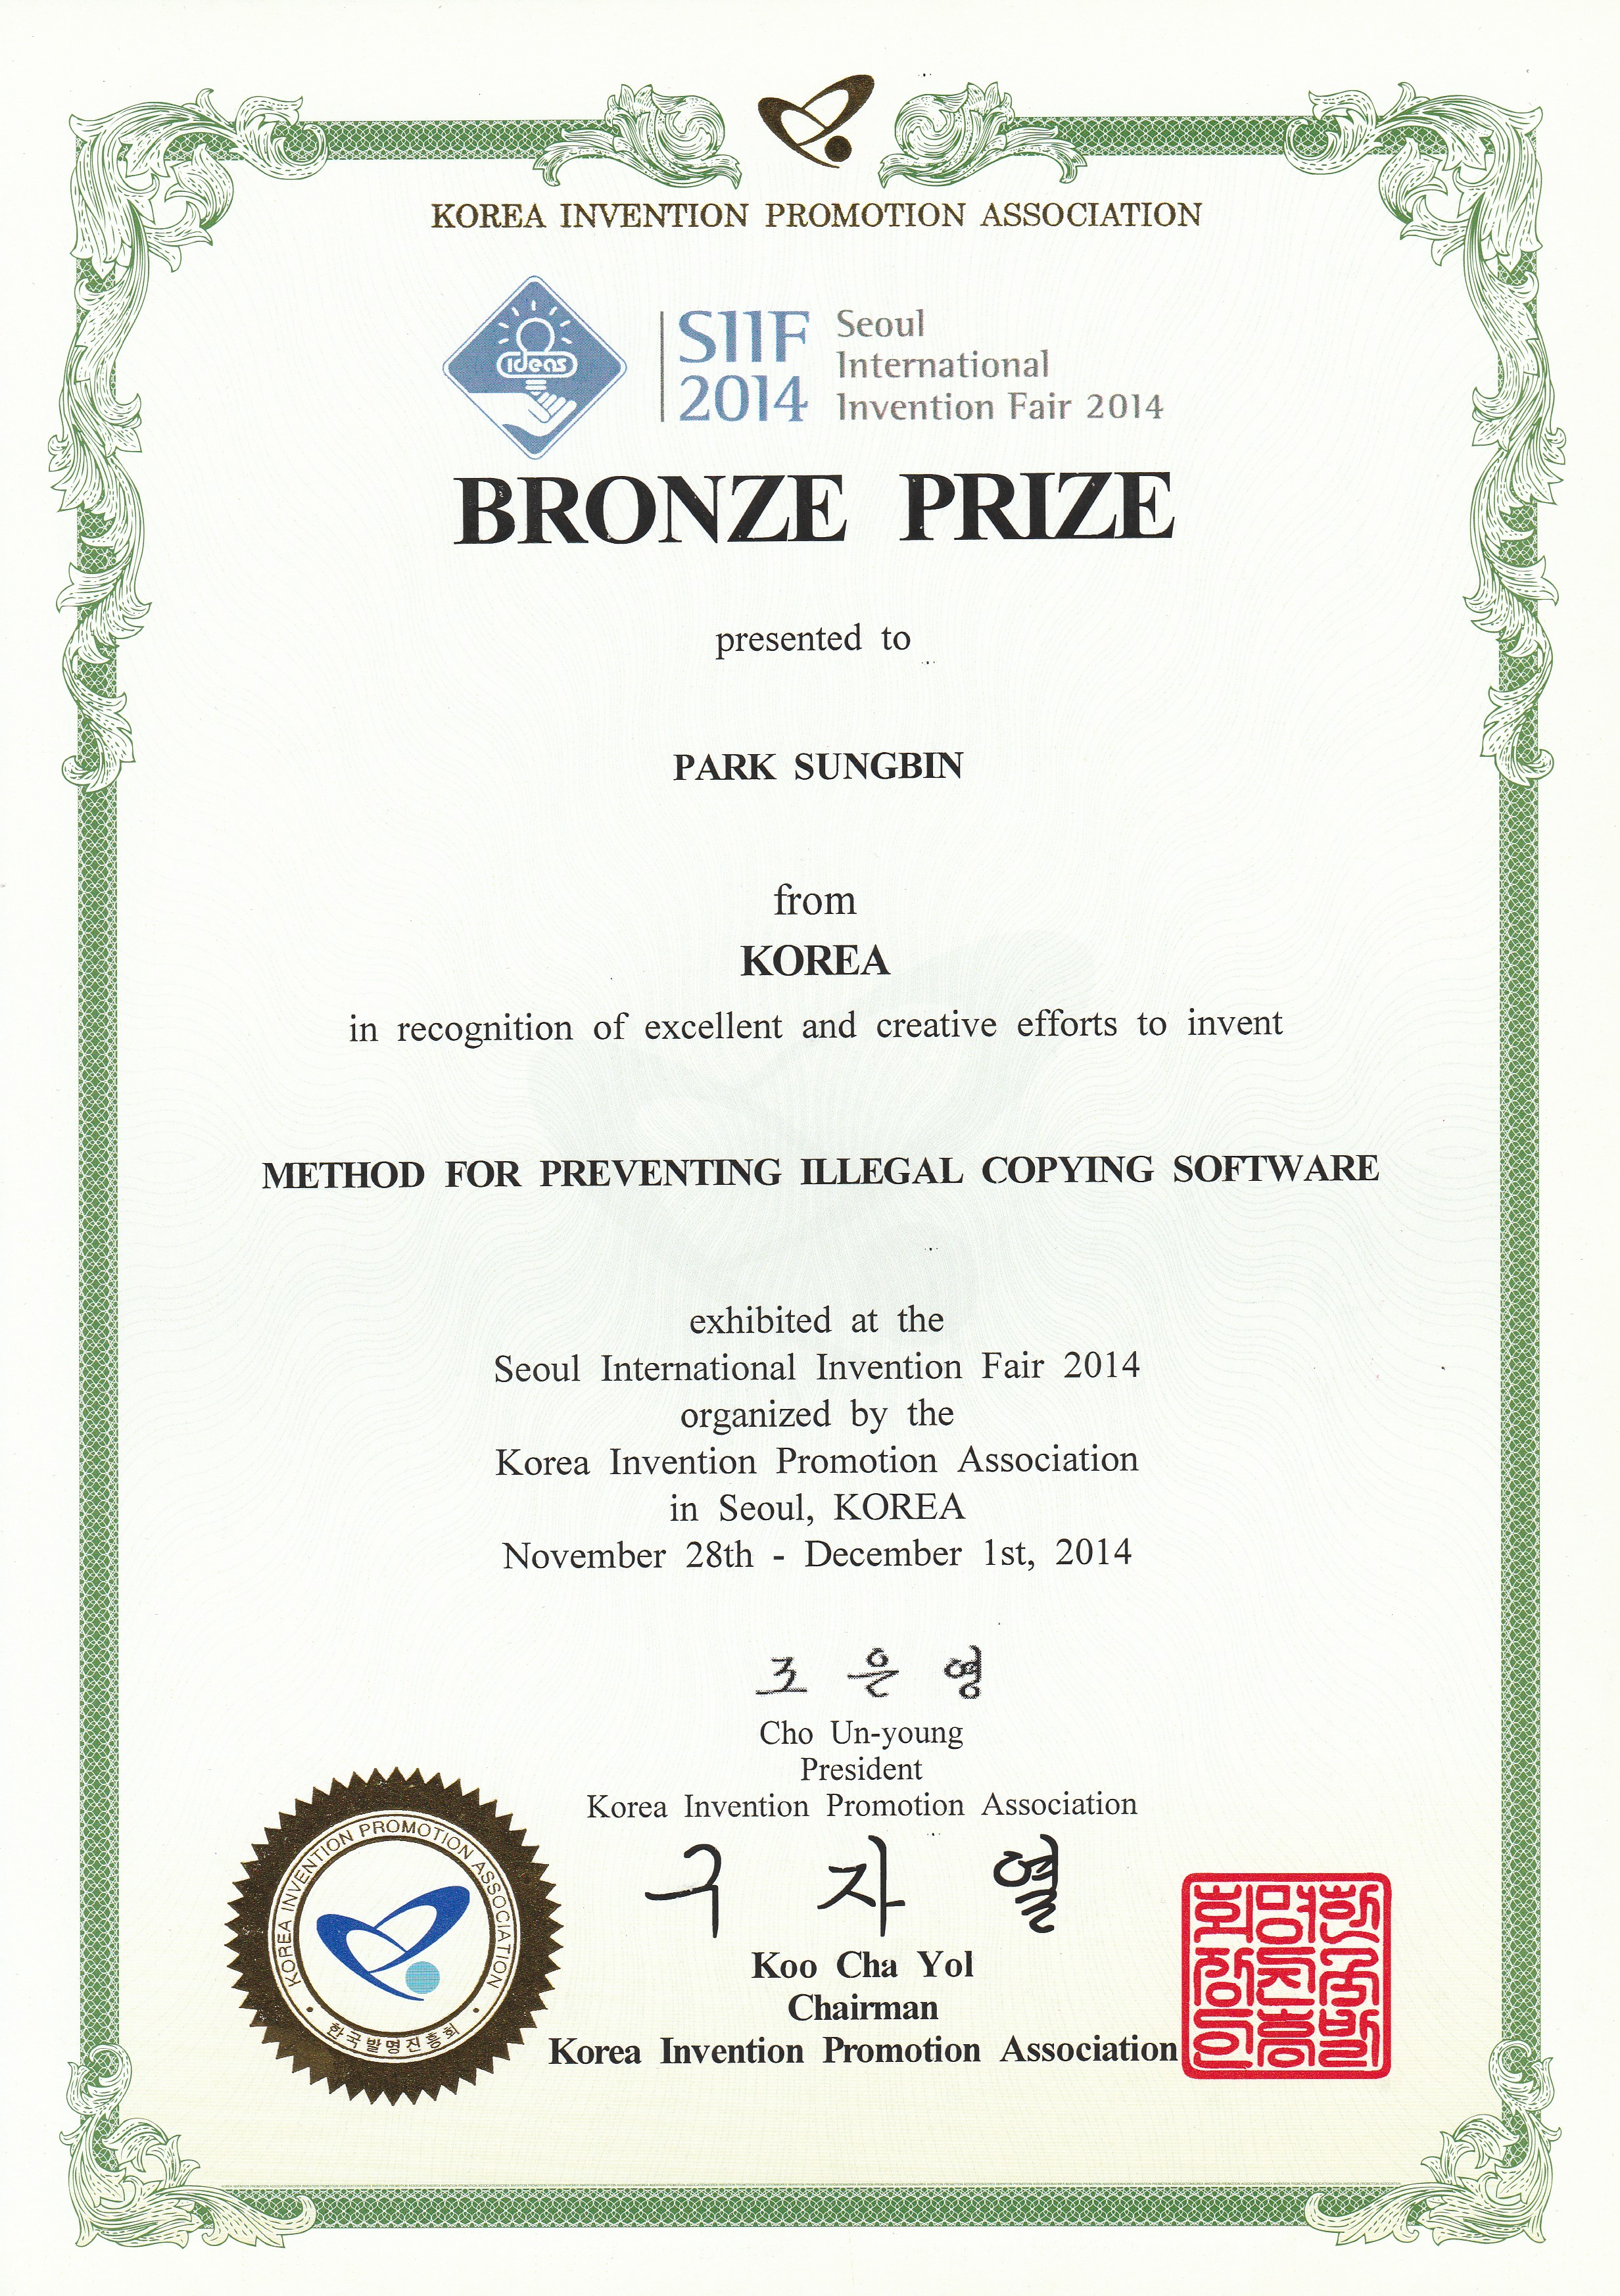 KOREA INVENTION PROMOTION ASSOCIATION
ideas
SIIF
2014
Seoul
International
Invention Fair 2014
BRONZE PRIZE
presented to
PARK SUNGBIN
from
KOREA
in recognition of excellent and creative efforts to invent
METHOD FOR PREVENTING ILLEGAL COPYING SOFTWARE
exhibited at the
Seoul International Invention Fair 2014
organized by the
Korea Invention Promotion Association
in Seoul, KOREA
November 28th - December 1st, 2014
조 은 영
Cho Un-young
President
Korea Invention Promotion Association
구 자 열
Koo Cha Yol
Chairman
Korea Invention Promotion Association
KOREA INVENTION PROMOTION ASSOCIATION
한국발명진흥회
한국발
명진흥
회장인